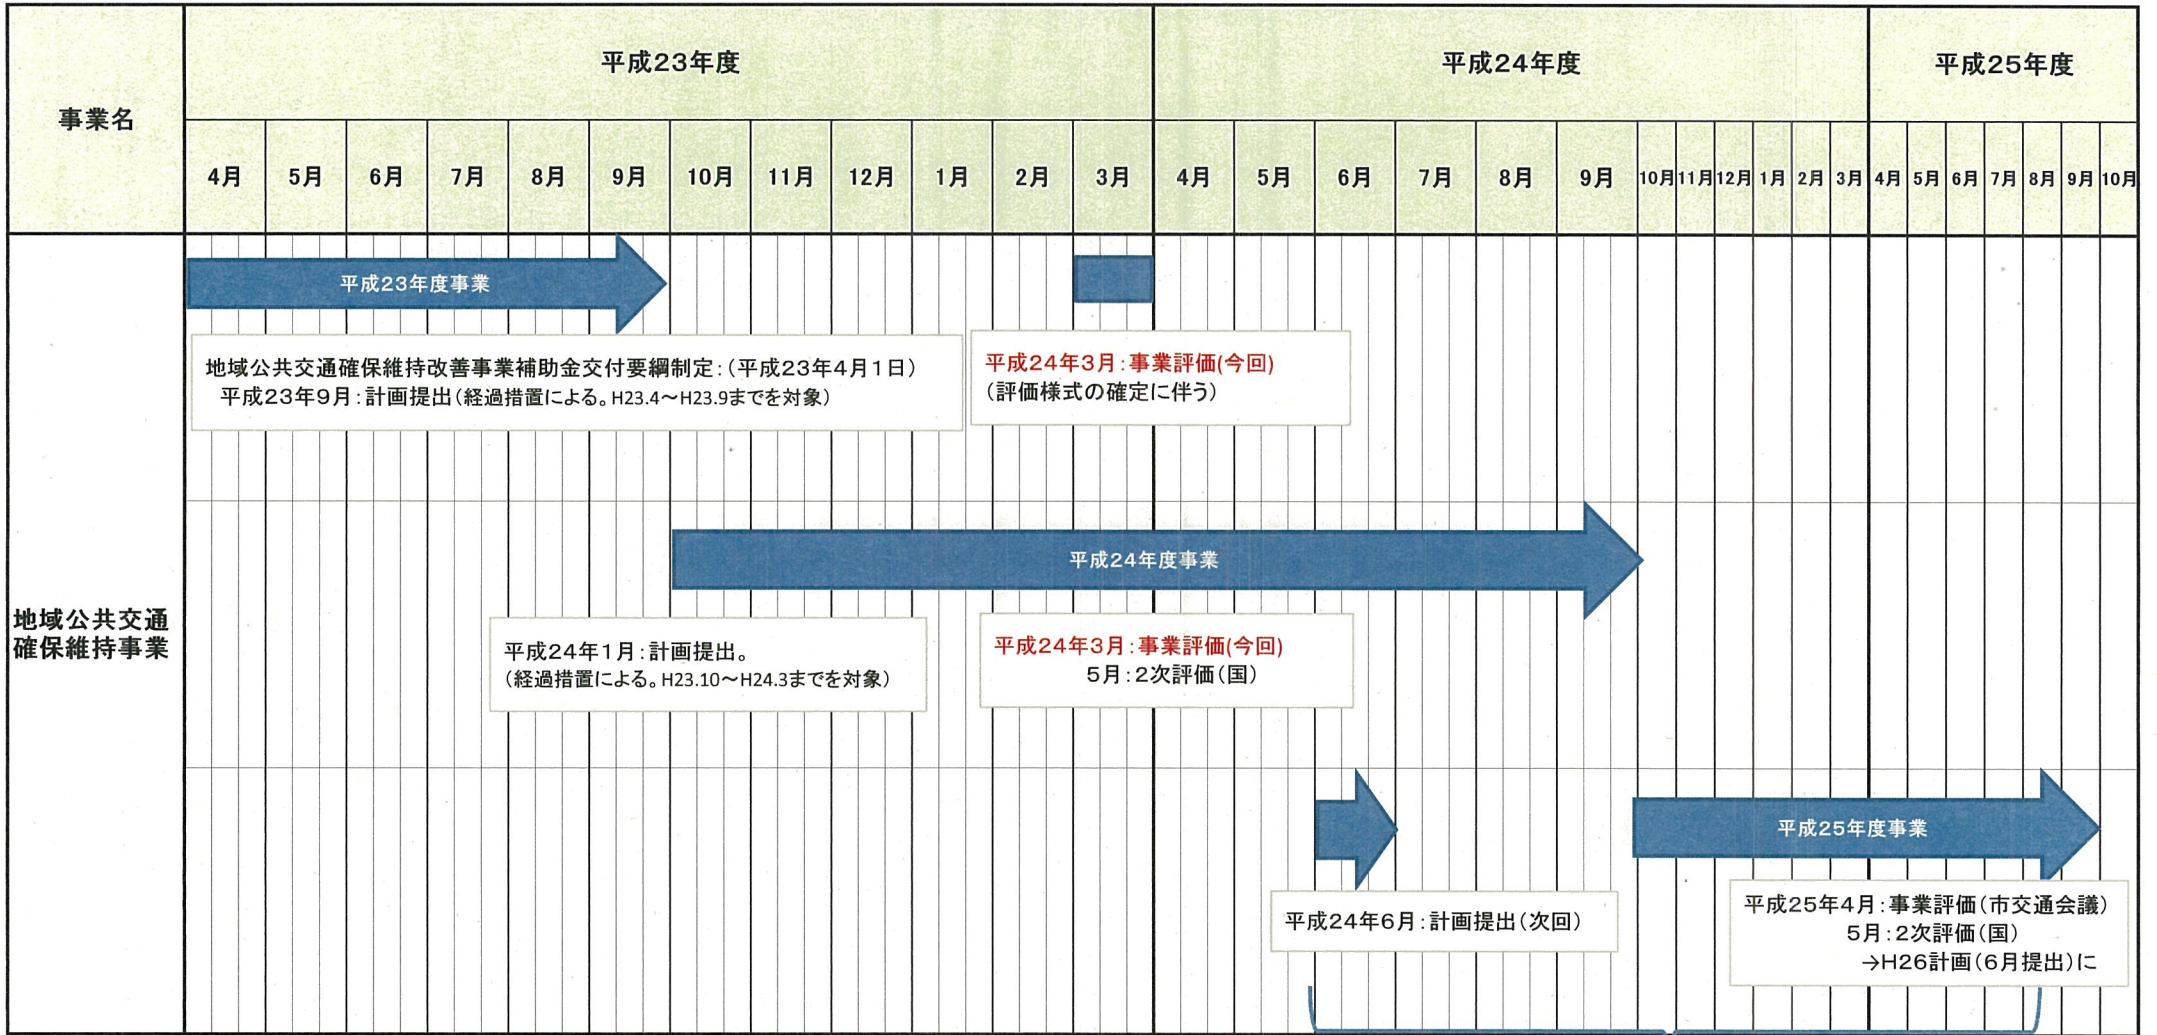 事業名
平成23年度
平成24年度
平成25年度
4月 5月 6月 7月 8月 9月 10月 11月 12月 1月 2月 3月 4月 5月 6月 7月 8月 9月 10月 11月 12月 1月 2月 3月 4月 5月 6月 7月 8月 9月 10月
地域公共交通
確保維持事業
平成23年度事業
地域公共交通確保維持改善事業補助金交付要綱制定:(平成23年4月1日)
平成23年9月:計画提出(経過措置による。H23.4～H23.9までを対象)
平成24年3月:事業評価(今回)
(評価様式の確定に伴う)
平成24年度事業
平成24年1月:計画提出。
(経過措置による。H23.10～H24.3までを対象)
平成24年3月:事業評価(今回)
5月:2次評価(国)
平成24年6月:計画提出(次回)
平成25年度事業
平成25年4月:事業評価(市交通会議)
5月:2次評価(国)
→H26計画(6月提出)に